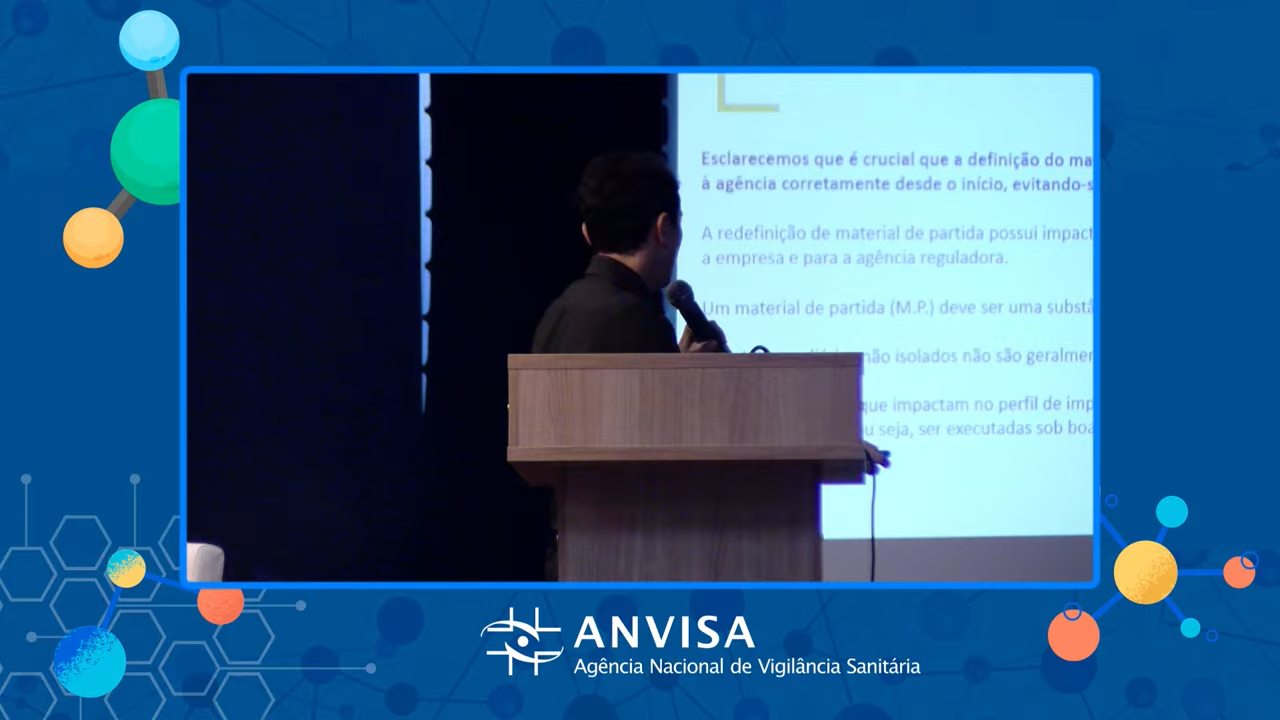 Esclarecemos que é crucial que a definição do ma
à agência corretamente desde o início, evitando-s
A redefinição de material de partida possui impact
a empresa e para a agência reguladora.
Um material de partida (M.P.) deve ser uma substâ
não isolados não são geralmer
que impactam no perfil de imp
u seja, ser executadas sob boa
ANVISA
Agência Nacional de Vigilância Sanitária